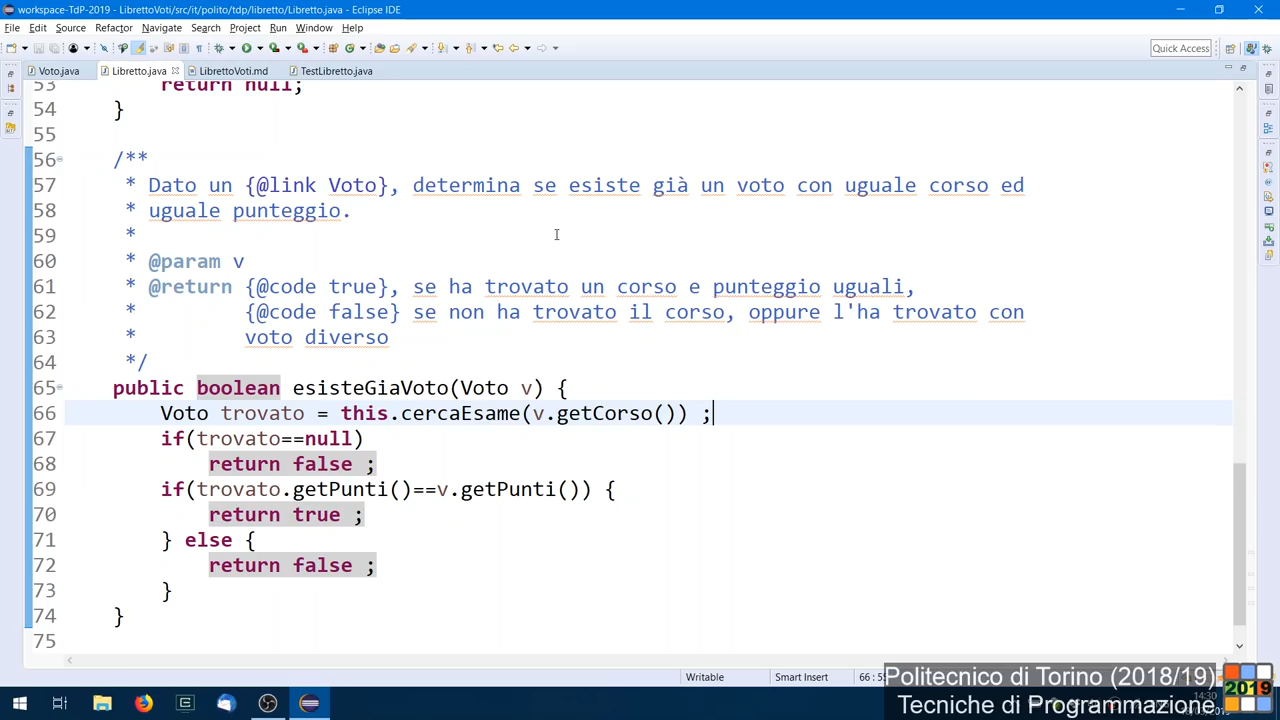 workspace-TdP-2019 - LibrettoVoti/src/it/polito/tdp/libretto/Libretto.java - Eclipse IDE
File Edit Source Refactor Navigate Search Project Run Window Help
Quick Access
Voto.java Libretto.java LibrettoVoti.md TestLibretto.java
53 return null;
54 }
55
56 /**
57 * Dato un {@link Voto}, determina se esiste già un voto con uguale corso ed
58 * uguale punteggio.
59 *
60 * @param v
61 * @return {@code true}, se ha trovato un corso e punteggio uguali,
62 * {@code false} se non ha trovato il corso, oppure l'ha trovato con
63 * voto diverso
64 */
65 public boolean esisteGiaVoto(Voto v) {
66 Voto trovato = this.cercaEsame(v.getCorso()) ;
67 if(trovato==null)
68 return false ;
69 if(trovato.getPunti()==v.getPunti()) {
70 return true ;
71 } else {
72 return false ;
73 }
74 }
75
Writable Smart Insert
Politecnico di Torino (2018/19)
Tecniche di Programmazione
2019
14:30